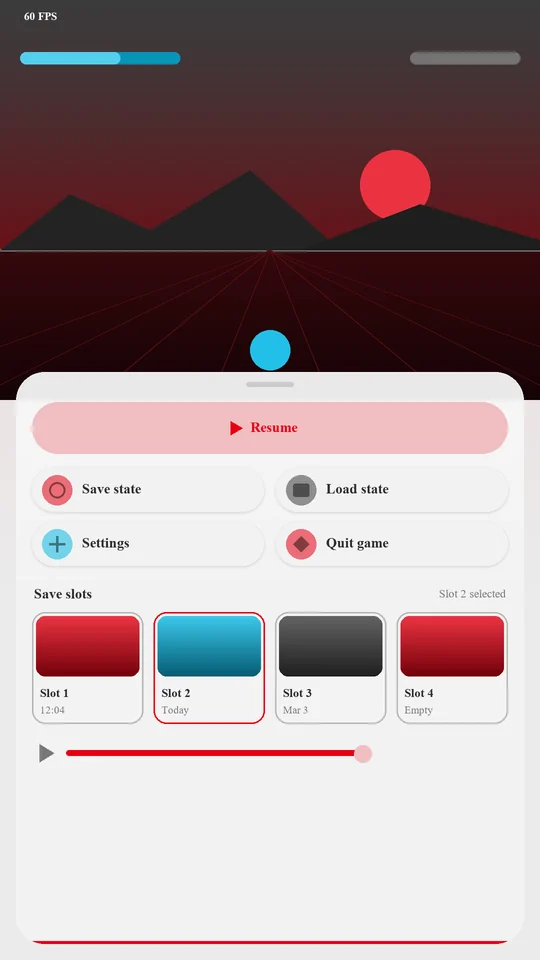 60 FPS
Resume
Save state
Load state
Settings
Quit game
Save slots
Slot 2 selected
Slot 1
12:04
Slot 2
Today
Slot 3
Mar 3
Slot 4
Empty